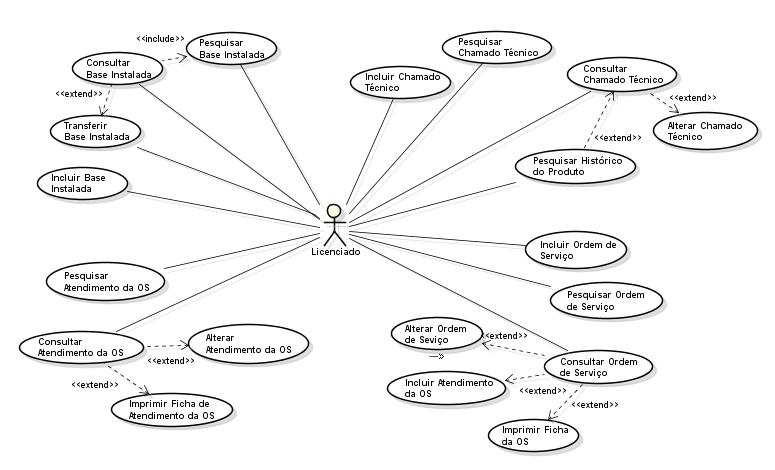 <<include>>
Pesquisar
Base Instalada
Consultar
Base Instalada
<<extend>>
Transferir
Base Instalada
Incluir Base
Instalada
Pesquisar
Chamado Técnico
Incluir Chamado
Técnico
Consultar
Chamado Técnico
<<extend>>
Alterar Chamado
Técnico
<<extend>>
Pesquisar Histórico
do Produto
Licenciado
Incluir Ordem de
Serviço
Pesquisar Ordem
de Serviço
Pesquisar
Atendimento da OS
Consultar
Atendimento da OS
Alterar
Atendimento da OS
<<extend>>
<<extend>>
Imprimir Ficha de
Atendimento da OS
Alterar Ordem
de Seviço
<<extend>>
Consultar Ordem
de Serviço
Incluir Atendimento
da OS
<<extend>>
<<extend>>
Imprimir Ficha
da OS